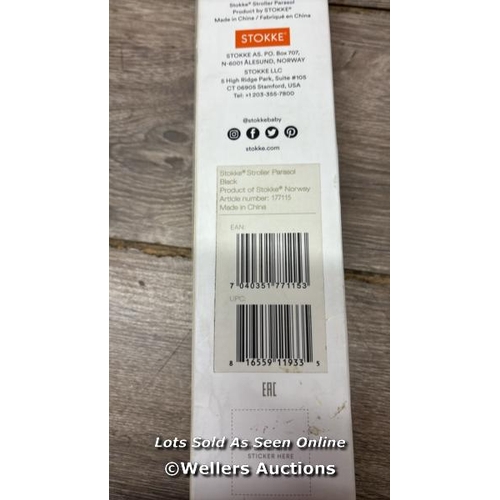 Stokke® Stroller Parasol
Product by STOKKE®
Made in China / Fabriqué en China
STOKKE®
STOKKE AS. PO. Box 707,
N-6001 ÅLESUND, NORWAY
STOKKE LLC
5 High Ridge Park, Suite #105
CT 06905 Stamford, USA
Tel: +1 203-355-7800
@stokkebaby
stokke.com
Stokke® Stroller Parasol
Black
Product of Stokke® Norway
Article number: 177115
Made in China
EAN:
7 040351 771153
UPC:
8 16559 11933 5
EAC
STICKER HERE
Lots Sold As Seen Online
©Wellers Auctions